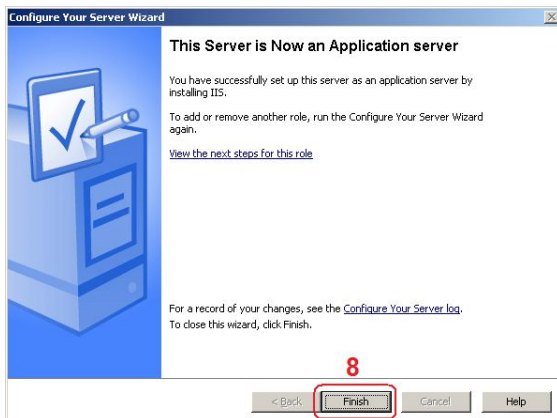 Configure Your Server Wizard
This Server is Now an Application server
You have successfully set up this server as an application server by
installing IIS.
To add or remove another role, run the Configure Your Server Wizard
again.
View the next steps for this role
For a record of your changes, see the Configure Your Server log.
To close this wizard, click Finish.
8
< Back
Finish
Cancel
Help